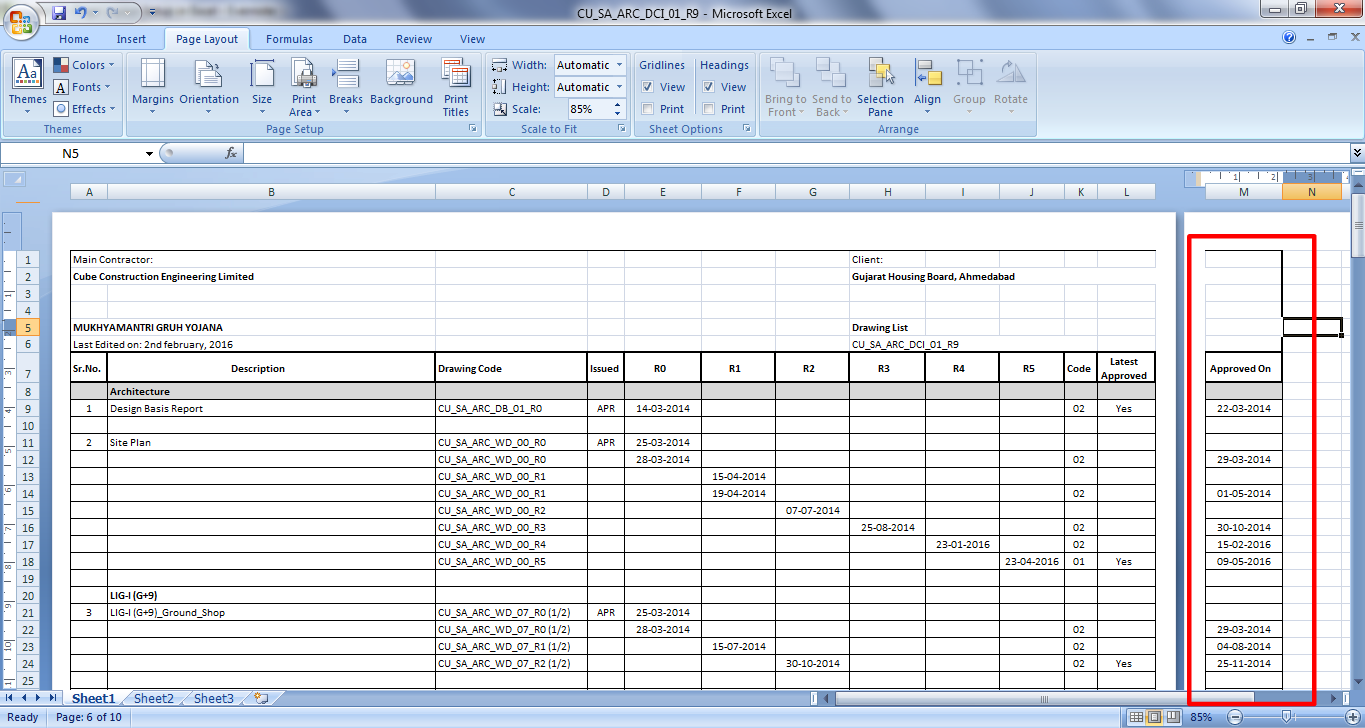 CU_SA_ARC_DCI_01_R9 - Microsoft Excel
Home Insert Page Layout Formulas Data Review View
Themes Colors Fonts Effects Margins Orientation Size Print Area Breaks Background Print Titles Width: Automatic Height: Automatic Scale: 85% Gridlines View Print Headings View Print Bring to Front Send to Back Selection Pane Align Group Rotate
Themes Page Setup Scale to Fit Sheet Options Arrange
N5 fx
A B C D E F G H I J K L M N
1 Main Contractor: Client:
2 Cube Construction Engineering Limited Gujarat Housing Board, Ahmedabad
3
4
5 MUKHYAMANTRI GRUH YOJANA Drawing List
6 Last Edited on: 2nd february, 2016 CU_SA_ARC_DCI_01_R9
7 Sr.No. Description Drawing Code Issued R0 R1 R2 R3 R4 R5 Code Latest Approved Approved On
8 Architecture
9 1 Design Basis Report CU_SA_ARC_DB_01_R0 APR 14-03-2014 02 Yes 22-03-2014
10
11 2 Site Plan CU_SA_ARC_WD_00_R0 APR 25-03-2014
12 CU_SA_ARC_WD_00_R0 28-03-2014 02 29-03-2014
13 CU_SA_ARC_WD_00_R1 15-04-2014
14 CU_SA_ARC_WD_00_R1 19-04-2014 02 01-05-2014
15 CU_SA_ARC_WD_00_R2 07-07-2014
16 CU_SA_ARC_WD_00_R3 25-08-2014 02 30-10-2014
17 CU_SA_ARC_WD_00_R4 23-01-2016 02 15-02-2016
18 CU_SA_ARC_WD_00_R5 23-04-2016 01 Yes 09-05-2016
19
20 LIG-I (G+9)
21 3 LIG-I (G+9)_Ground_Shop CU_SA_ARC_WD_07_R0 (1/2) APR 25-03-2014
22 CU_SA_ARC_WD_07_R0 (1/2) 28-03-2014 02 29-03-2014
23 CU_SA_ARC_WD_07_R1 (1/2) 15-07-2014 02 04-08-2014
24 CU_SA_ARC_WD_07_R2 (1/2) 30-10-2014 02 Yes 25-11-2014
25
Sheet1 Sheet2 Sheet3
Ready Page: 6 of 10 85%